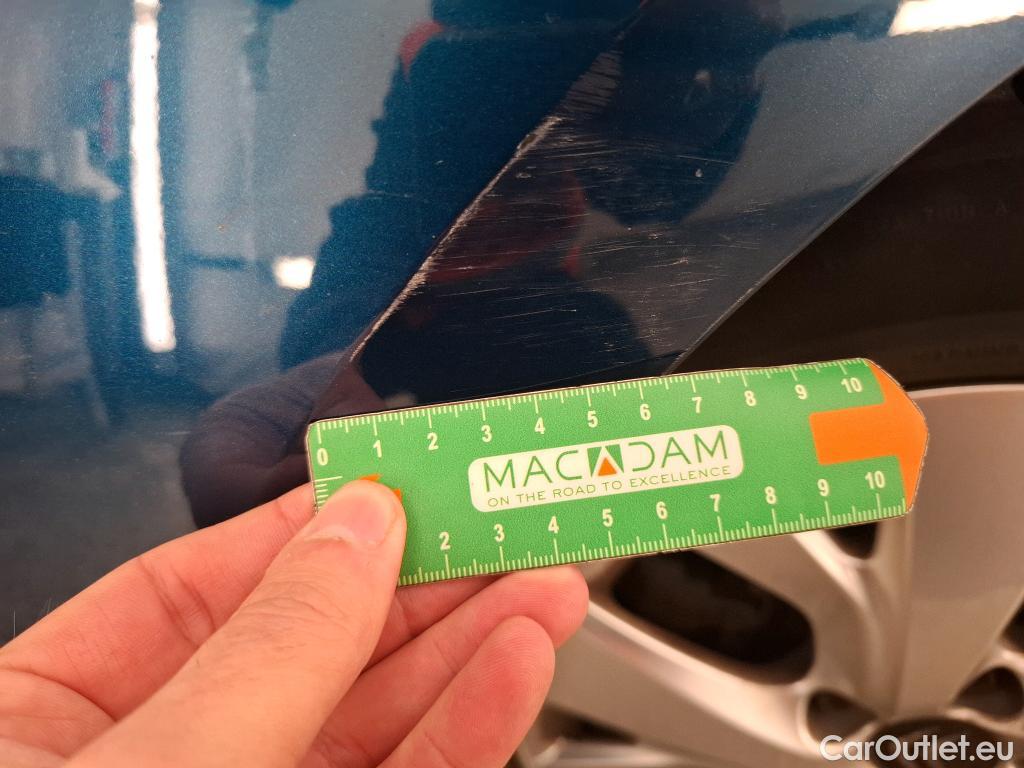 0 1 2 3 4 5 6 7 8 9 10
MACADAM
ON THE ROAD TO EXCELLENCE
2 3 4 5 6 7 8 9 10
CarOutlet.eu